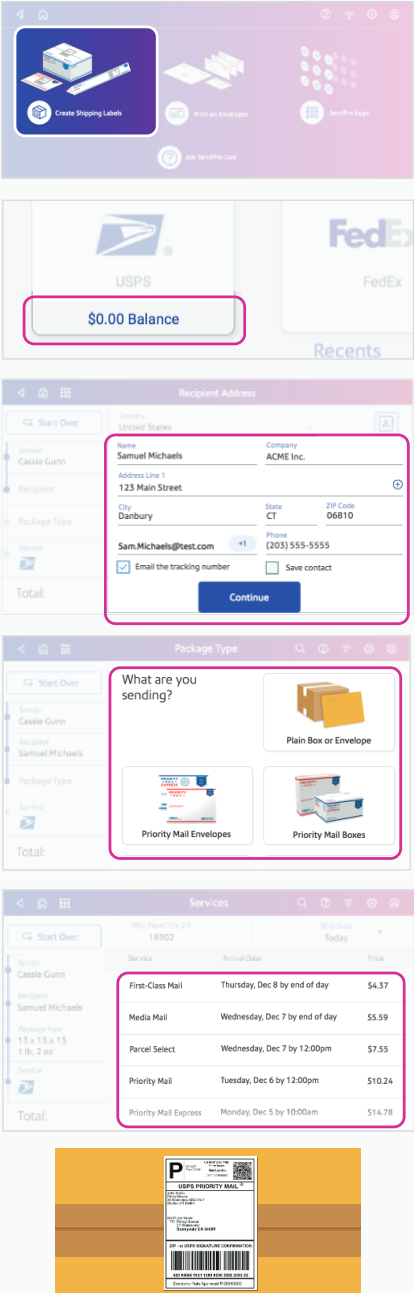 Create Shipping Labels
Print on Envelopes
SendPro Apps
Ask SendPro Care
USPS
$0.00 Balance
FedEx
FedEx
Recents
Recipient Address
Start Over
Sender
Cassie Gunn
Recipient
Package Type
Service
Total:
Country
United States
Name
Samuel Michaels
Company
ACME Inc.
Address Line 1
123 Main Street
City
Danbury
State
CT
ZIP Code
06810
Sam.Michaels@test.com
+1
Phone
(203) 555-5555
Email the tracking number
Save contact
Continue
Package Type
Start Over
Sender
Cassie Gunn
Recipient
Samuel Michaels
Package Type
Service
Total:
What are you
sending?
Plain Box or Envelope
Priority Mail Envelopes
Priority Mail Boxes
Services
Start Over
Sender
Cassie Gunn
Recipient
Samuel Michaels
Package Type
13 x 13 x 13
1 lb, 2 oz
Service
Total:
Ship From This ZIP
18902
Ship Date
Today
Service Arrival Date Price
First-Class Mail Thursday, Dec 8 by end of day $4.37
Media Mail Wednesday, Dec 7 by end of day $5.59
Parcel Select Wednesday, Dec 7 by 12:00pm $7.55
Priority Mail Tuesday, Dec 6 by 12:00pm $10.24
Priority Mail Express Monday, Dec 5 by 10:00am $14.78
P
USPS PRIORITY MAIL®
ZIP - e/ USPS SIGNATURE CONFIRMATION